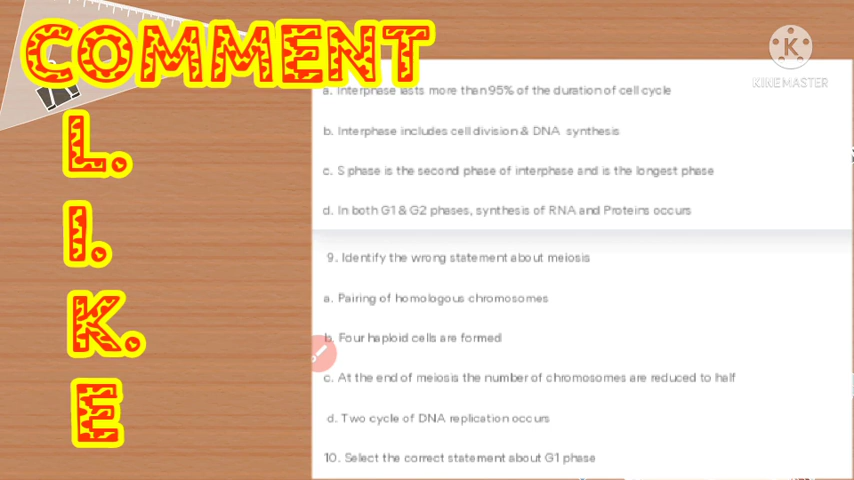 COMMENT
L.
I.
K.
E
K
KINEMASTER
a. Interphase lasts more than 95% of the duration of cell cycle
b. Interphase includes cell division & DNA synthesis
c. S phase is the second phase of interphase and is the longest phase
d. In both G1 & G2 phases, synthesis of RNA and Proteins occurs
9. Identify the wrong statement about meiosis
a. Pairing of homologous chromosomes
b. Four haploid cells are formed
c. At the end of meiosis the number of chromosomes are reduced to half
d. Two cycle of DNA replication occurs
10. Select the correct statement about G1 phase